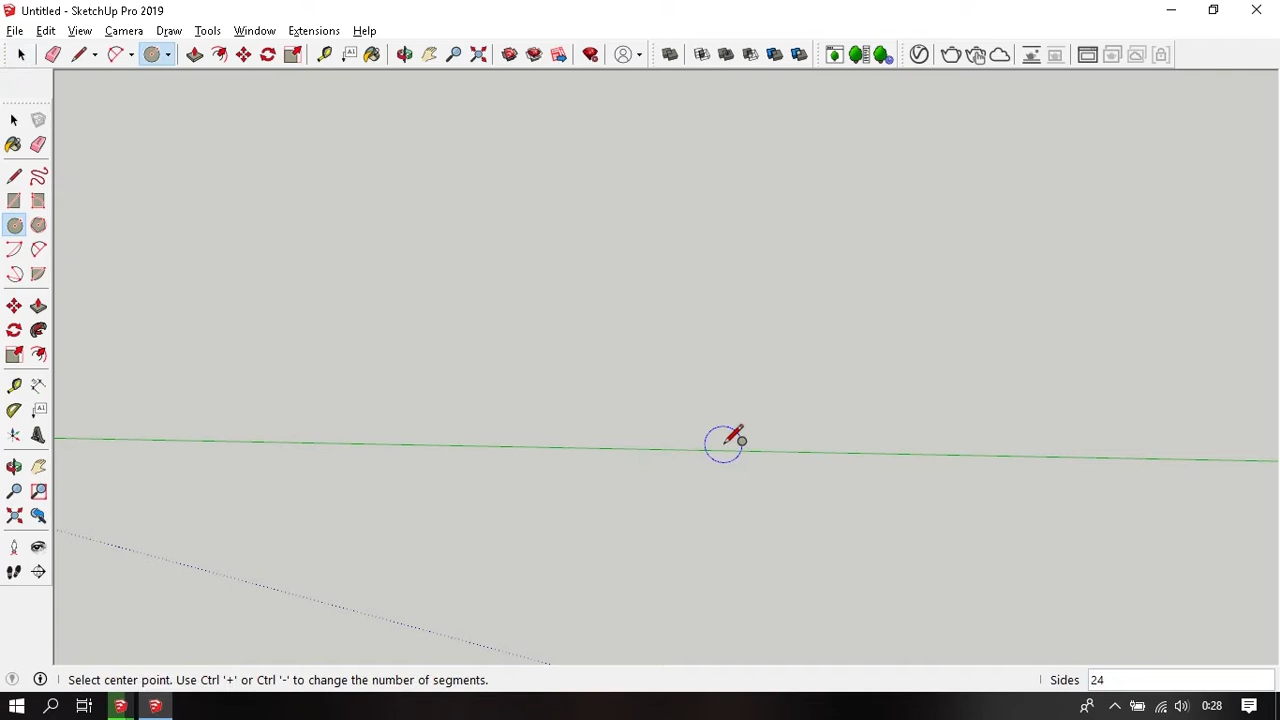 Untitled - SketchUp Pro 2019
File Edit View Camera Draw Tools Window Extensions Help
Select center point. Use Ctrl '+' or Ctrl '-' to change the number of segments.
Sides 24
0:28